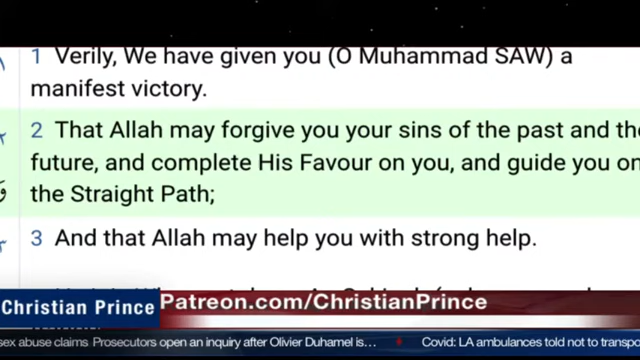 1 Verily, We have given you (O Muhammad SAW) a
manifest victory.
2 That Allah may forgive you your sins of the past and the
future, and complete His Favour on you, and guide you on
the Straight Path;
3 And that Allah may help you with strong help.
Christian Prince
Patreon.com/ChristianPrince
sex abuse claims Prosecutors open an inquiry after Olivier Duhamel is... Covid: LA ambulances told not to transpo